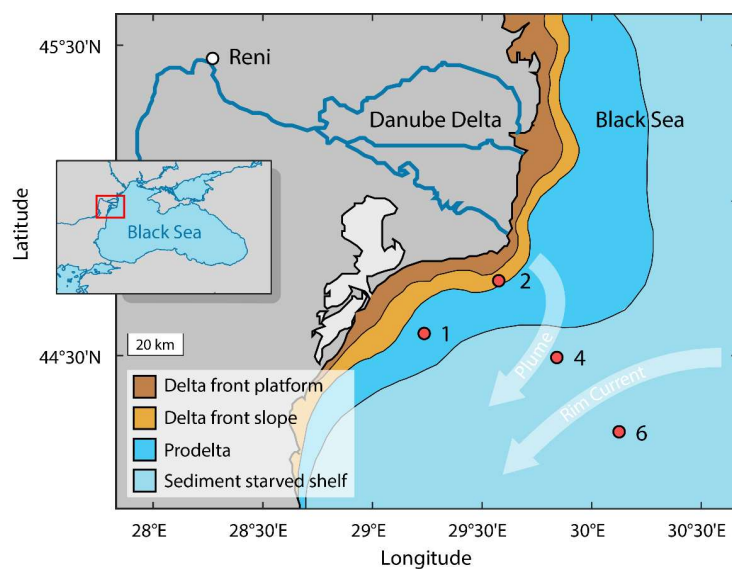 45°30'N
Reni
Danube Delta
Black Sea
Black Sea
Latitude
2
1
Plume
4
20 km
44°30'N
Rim Current
6
Delta front platform
Delta front slope
Prodelta
Sediment starved shelf
28°E
28°30'E
29°E
29°30'E
30°E
30°30'E
Longitude